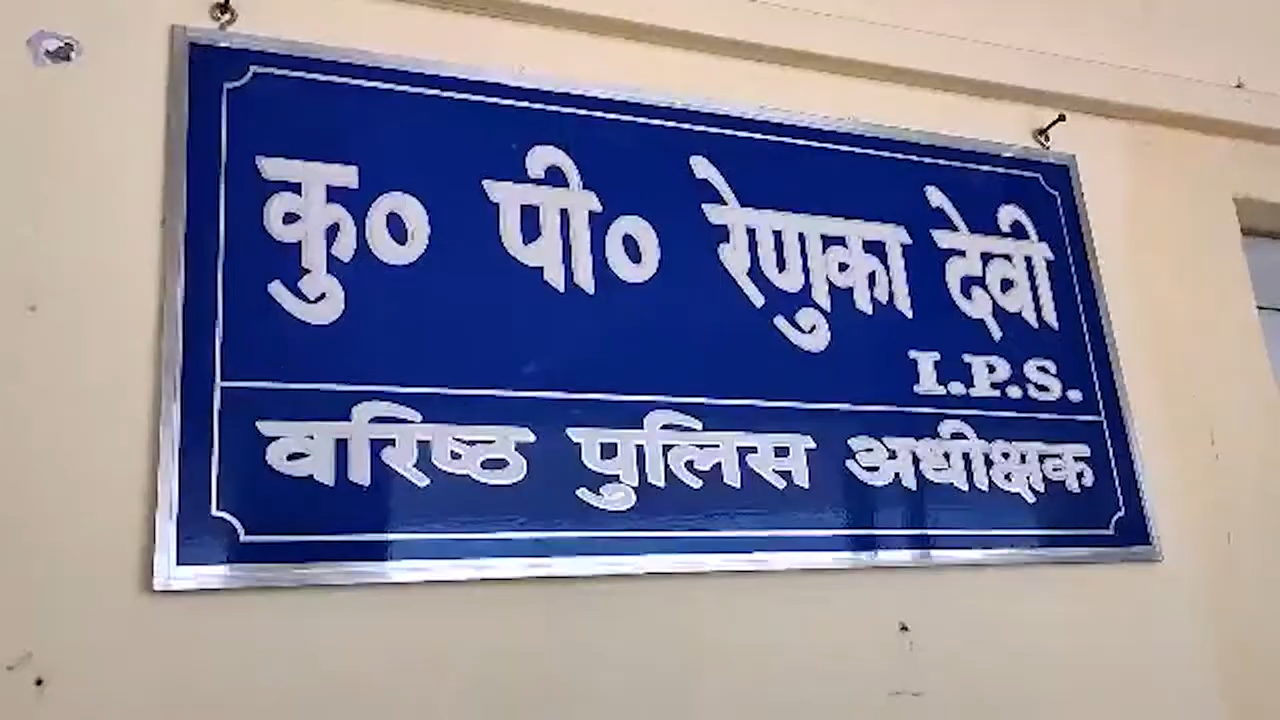 कु० पी० रेणुका देवी
I.P.S.
वरिष्ठ पुलिस अधीक्षक